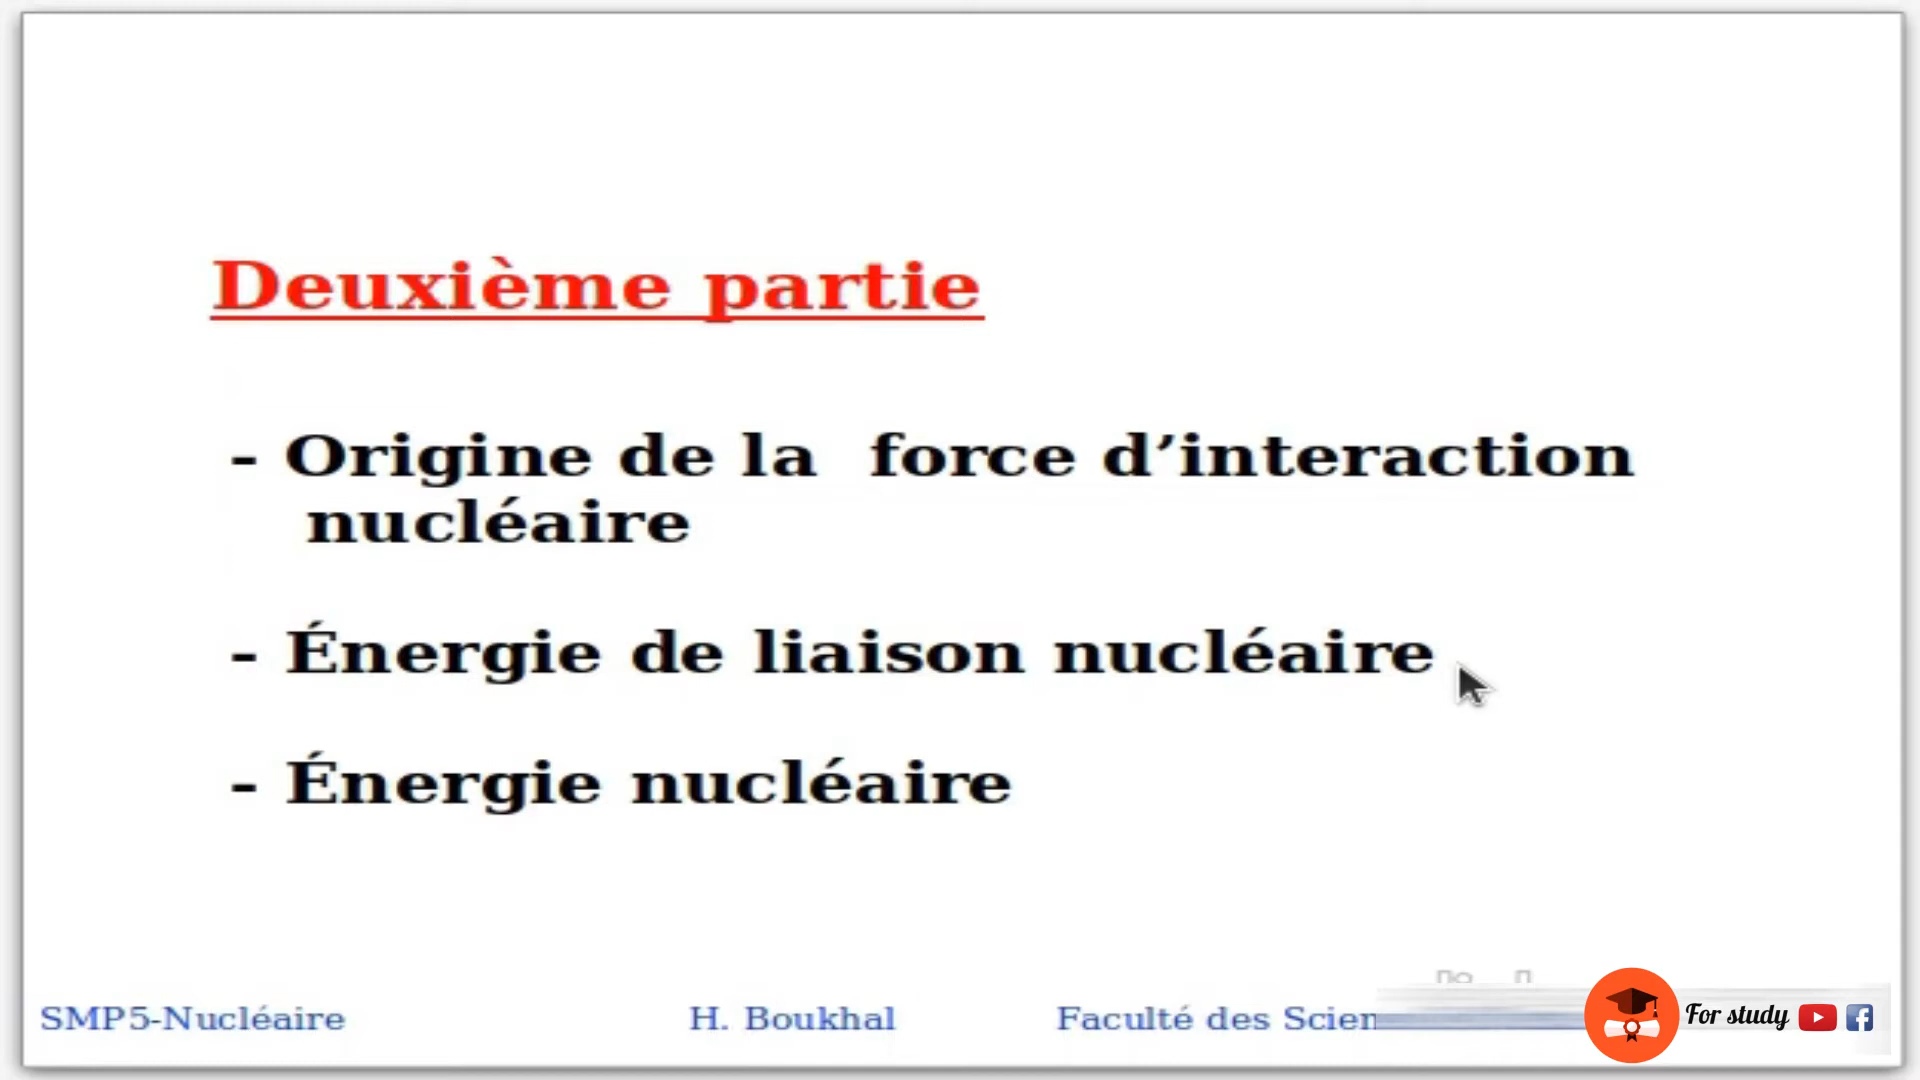 Deuxième partie
- Origine de la force d’interaction
nucléaire
- Énergie de liaison nucléaire
- Énergie nucléaire
SMP5-Nucléaire H. Boukhal Faculté des
For study